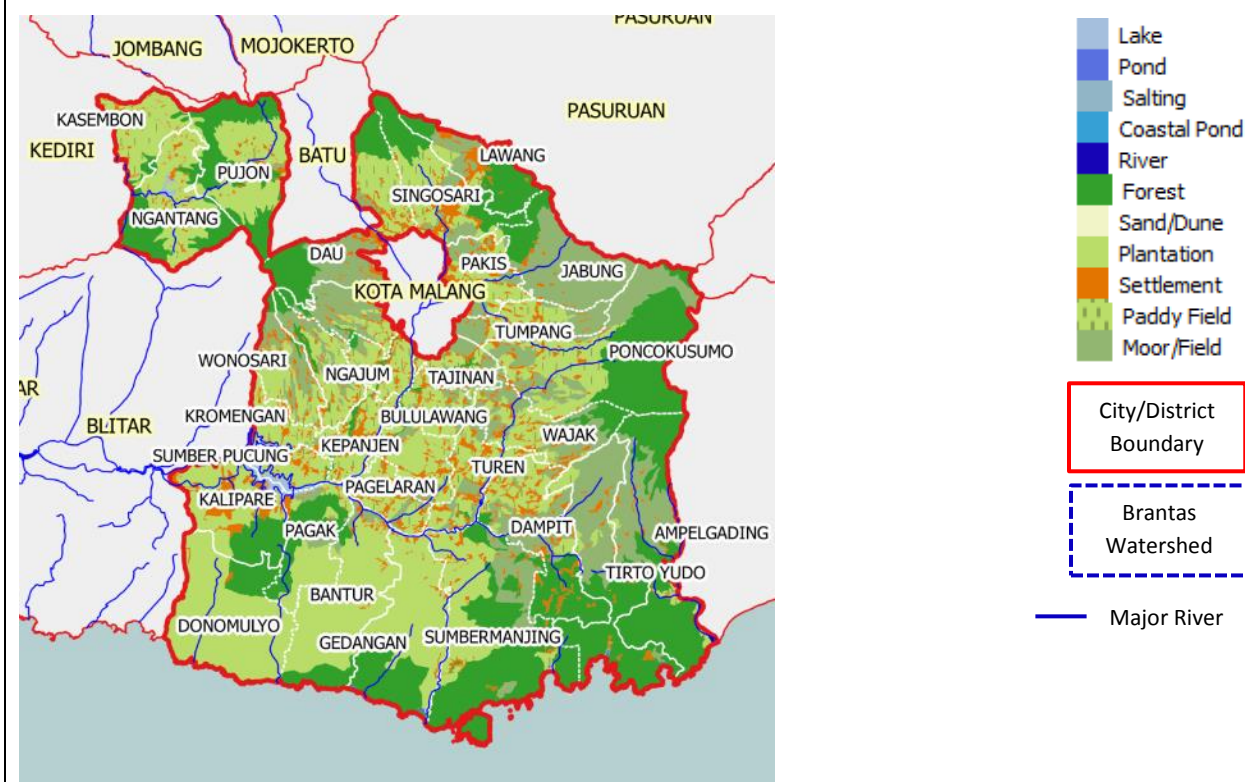 PASURUAN
JOMBANG
MOJOKERTO
KASEMBON
PASURUAN
KEDIRI
BATU
LAWANG
PUJON
SINGOSARI
NGANTANG
DAU
PAKIS
JABUNG
KOTA MALANG
TUMPANG
PONCOKUSUMO
WONOSARI
NGAJUM
TAJINAN
AR
KROMENGAN
BULULAWANG
BLITAR
KEPANJEN
WAJAK
SUMBER PUCUNG
TUREN
PAGELARAN
KALIPARE
PAGAK
DAMPIT
AMPELGADING
TIRTO YUDO
BANTUR
DONOMULYO
GEDANGAN
SUMBERMANJING
Lake
Pond
Salting
Coastal Pond
River
Forest
Sand/Dune
Plantation
Settlement
Paddy Field
Moor/Field
City/District
Boundary
Brantas
Watershed
Major River